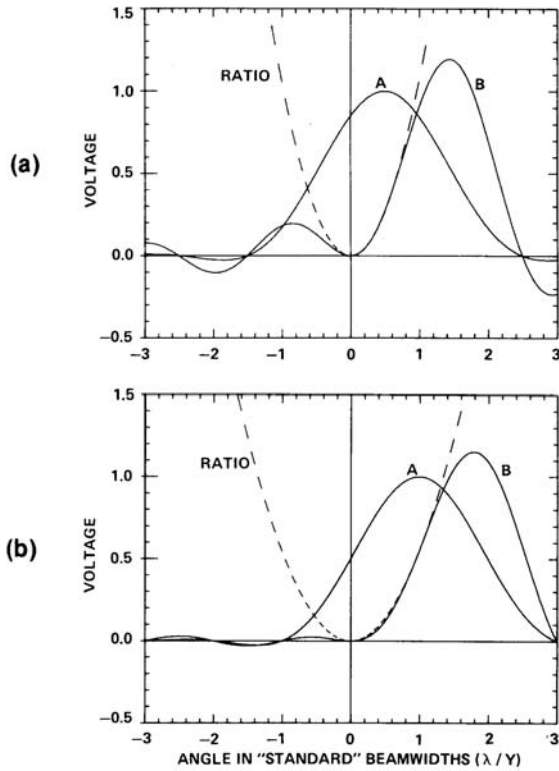 (a)
VOLTAGE
1.5
1.0
0.5
0.0
−0.5
RATIO
A
B
−3 −2 −1 0 1 2 3
(b)
VOLTAGE
1.5
1.0
0.5
0.0
−0.5
RATIO
A
B
−3 −2 −1 0 1 2 3
ANGLE IN "STANDARD" BEAMWIDTHS (λ / Y)